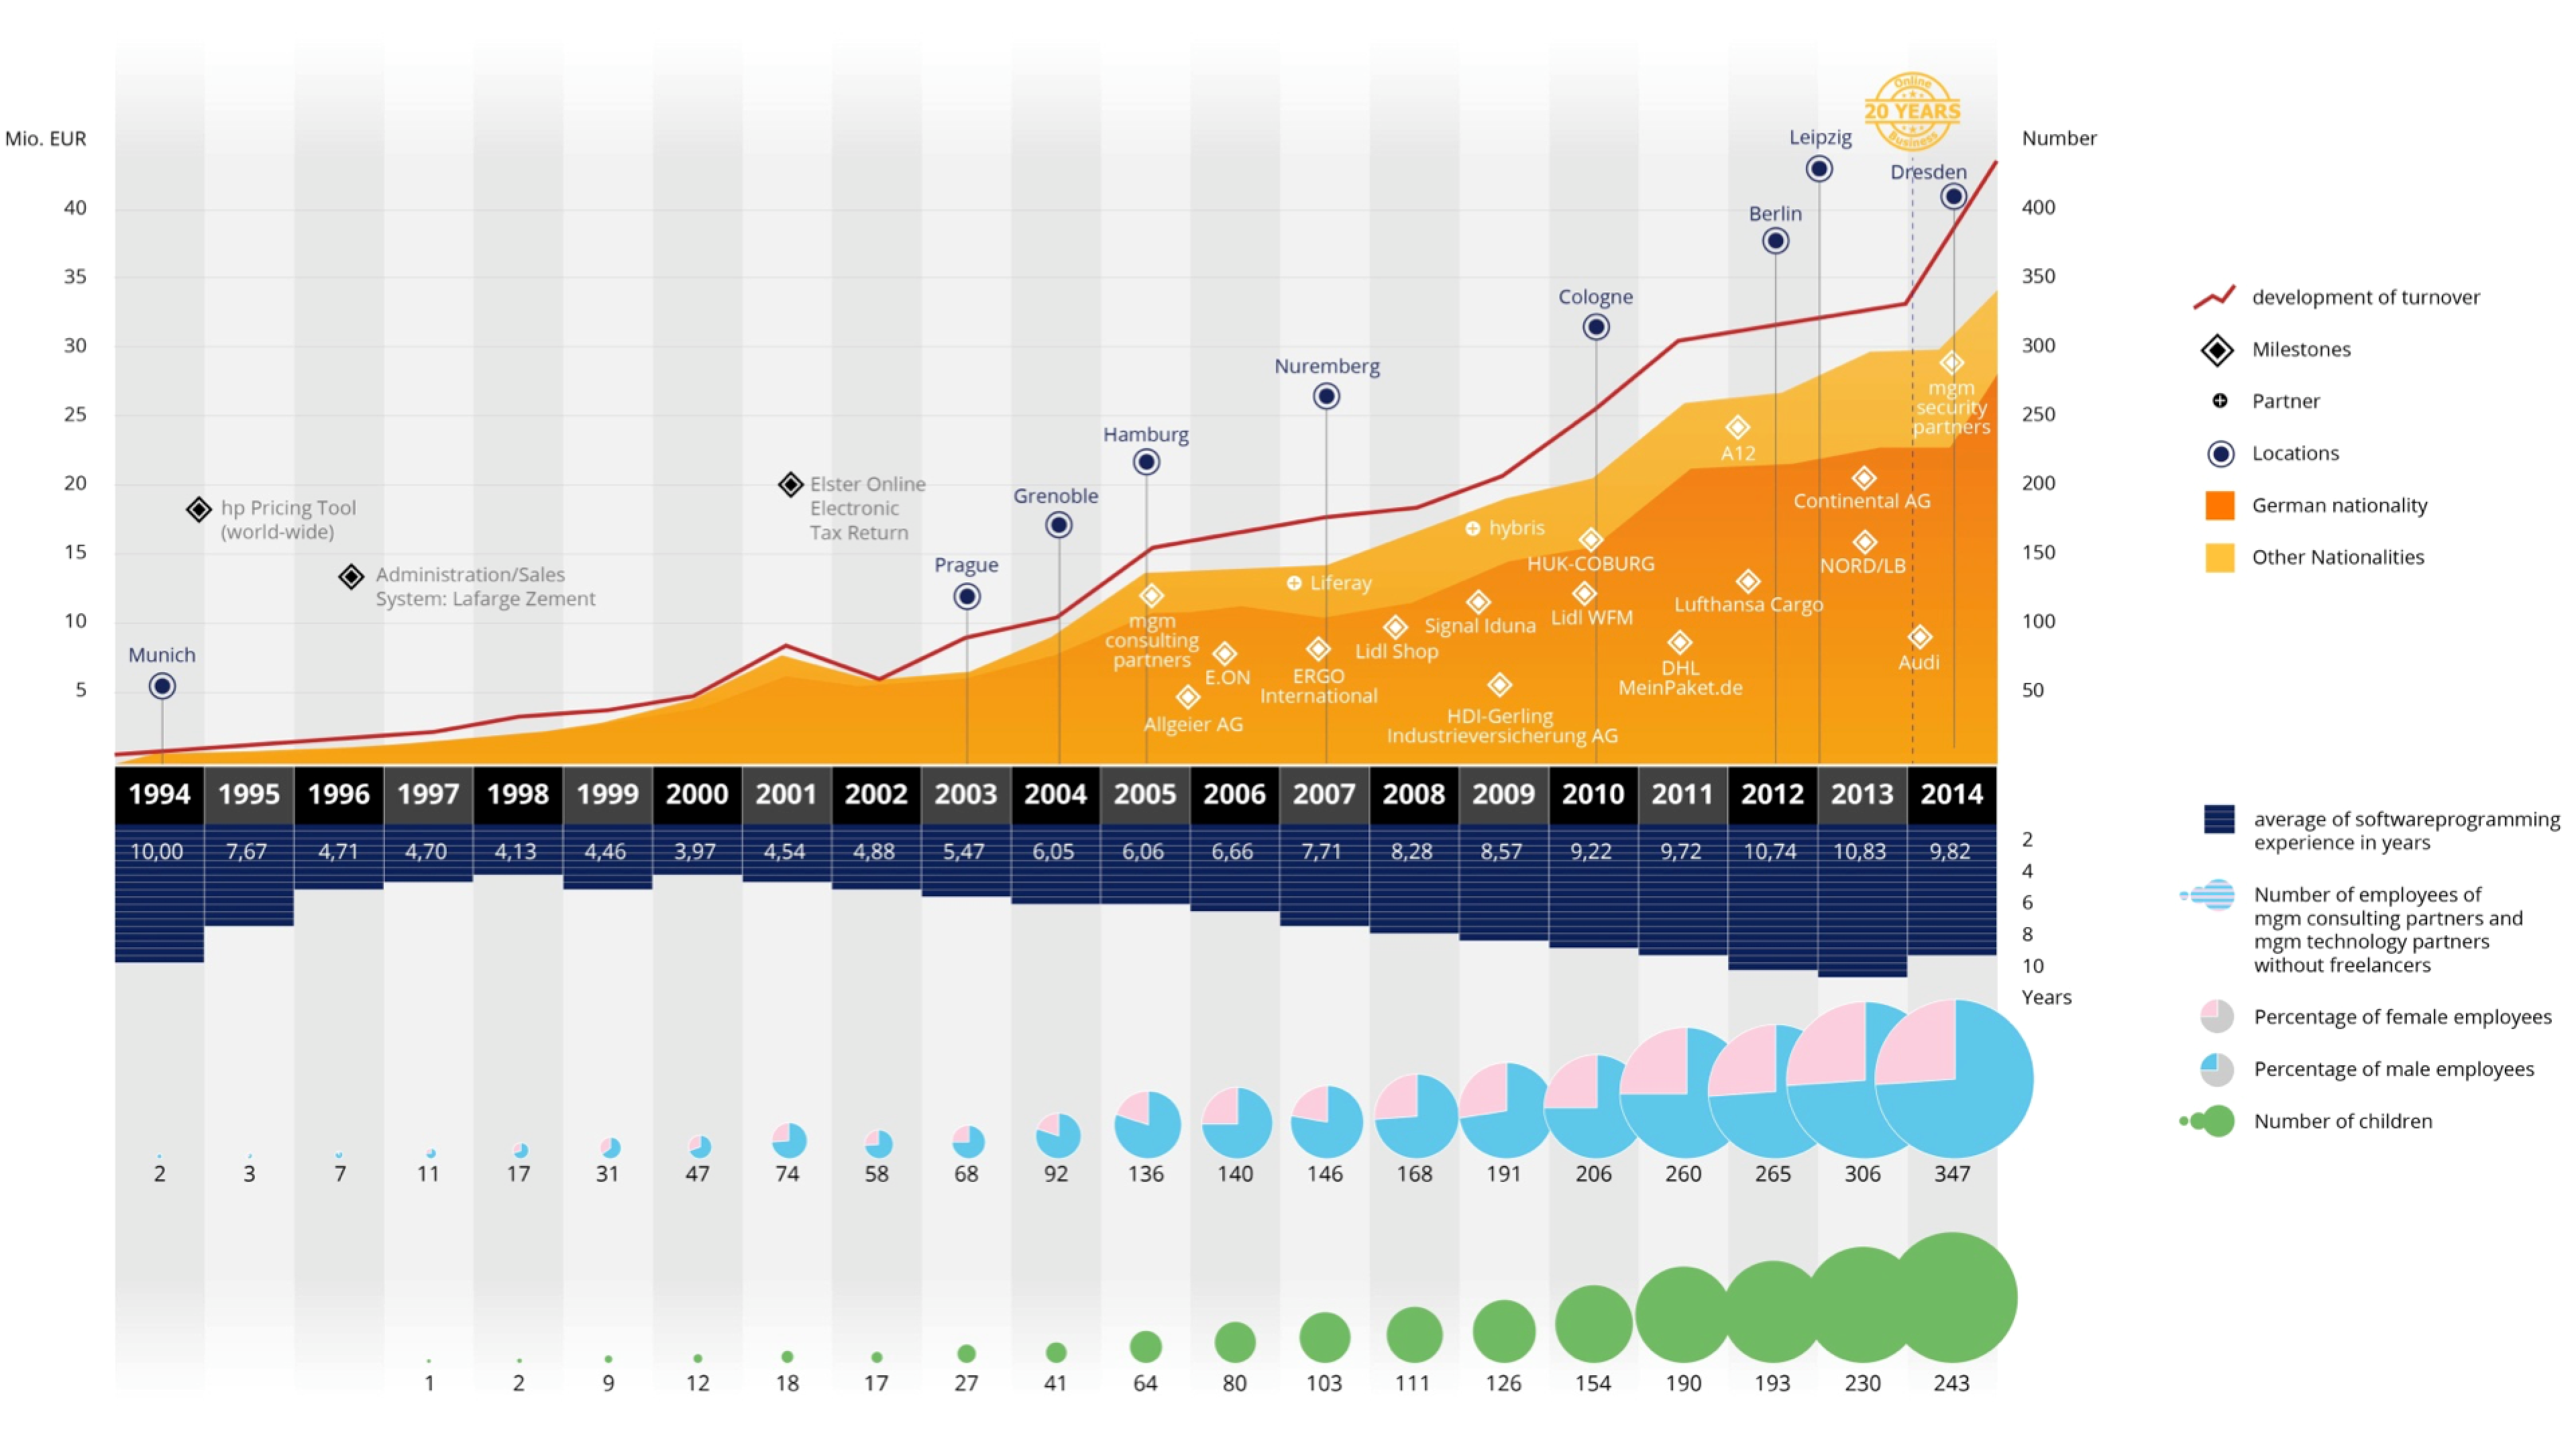 Online
20 YEARS
Business
Mio. EUR
Number
40
35
30
25
20
15
10
5
400
350
300
250
200
150
100
50
Leipzig
Dresden
Berlin
Cologne
Nuremberg
Hamburg
Grenoble
Prague
Munich
hp Pricing Tool
(world-wide)
Administration/Sales
System: Lafarge Zement
Elster Online
Electronic
Tax Return
mgm
consulting
partners
Allgeier AG
E.ON
Liferay
ERGO
International
Lidl Shop
hybris
Signal Iduna
HDI-Gerling
Industrieversicherung AG
HUK-COBURG
Lidl WFM
DHL
MeinPaket.de
A12
Lufthansa Cargo
Continental AG
NORD/LB
Audi
mgm
security
partners
development of turnover
Milestones
Partner
Locations
German nationality
Other Nationalities
1994 1995 1996 1997 1998 1999 2000 2001 2002 2003 2004 2005 2006 2007 2008 2009 2010 2011 2012 2013 2014
10,00 7,67 4,71 4,70 4,13 4,46 3,97 4,54 4,88 5,47 6,05 6,06 6,66 7,71 8,28 8,57 9,22 9,72 10,74 10,83 9,82
2
4
6
8
10
Years
average of softwareprogramming
experience in years
Number of employees of
mgm consulting partners and
mgm technology partners
without freelancers
Percentage of female employees
Percentage of male employees
Number of children
2 3 7 11 17 31 47 74 58 68 92 136 140 146 168 191 206 260 265 306 347
1 2 9 12 18 17 27 41 64 80 103 111 126 154 190 193 230 243